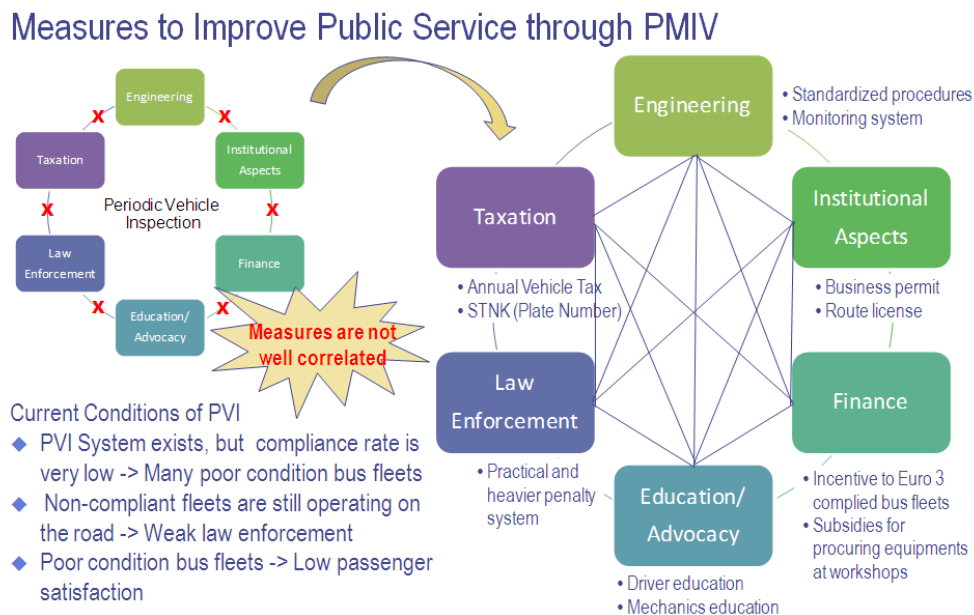 Measures to Improve Public Service through PMIV
Engineering
x
x
Taxation
Institutional
Aspects
x
Periodic Vehicle
Inspection
x
Law
Enforcement
Finance
x
x
Education/
Advocacy
Measures are not
well correlated
Current Conditions of PVI
◆ PVI System exists, but compliance rate is
very low -> Many poor condition bus fleets
◆ Non-compliant fleets are still operating on
the road -> Weak law enforcement
◆ Poor condition bus fleets -> Low passenger
satisfaction
Engineering
• Standardized procedures
• Monitoring system
Taxation
• Annual Vehicle Tax
• STNK (Plate Number)
Institutional
Aspects
• Business permit
• Route license
Law
Enforcement
• Practical and
heavier penalty
system
Finance
• Incentive to Euro 3
complied bus fleets
• Subsidies for
procuring equipments
at workshops
Education/
Advocacy
• Driver education
• Mechanics education